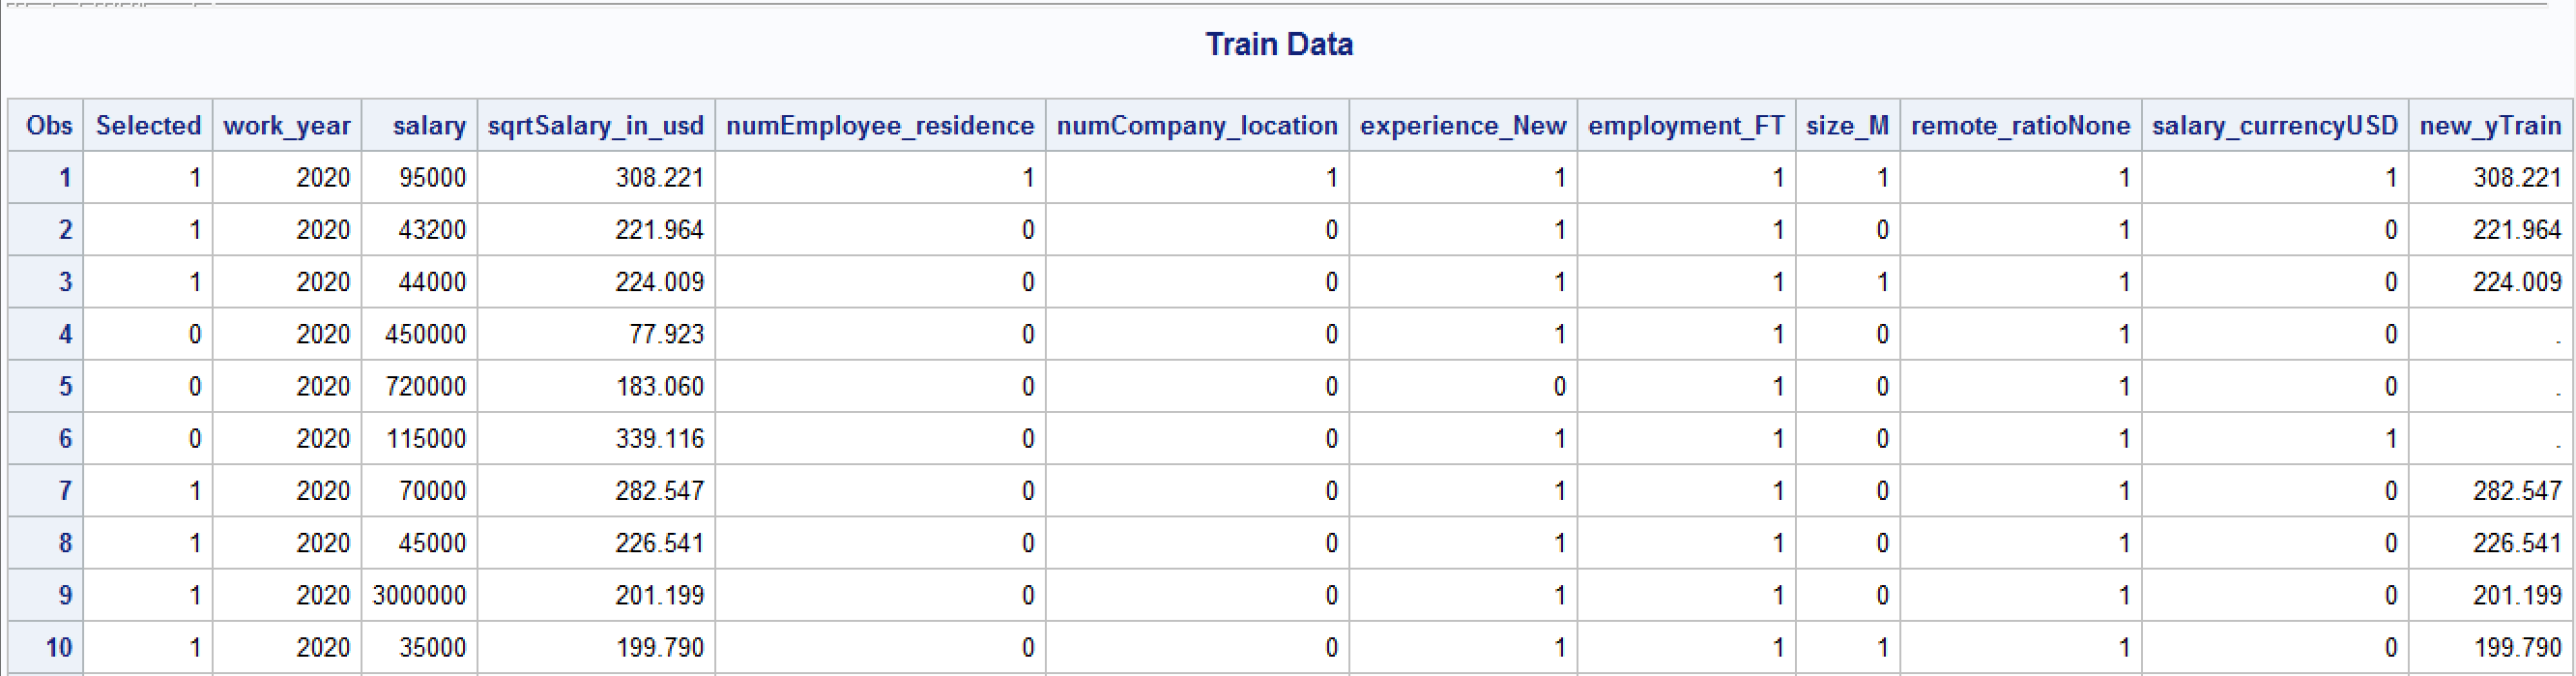 Train Data
Obs Selected work_year salary sqrtSalary_in_usd numEmployee_residence numCompany_location experience_New employment_FT size_M remote_ratioNone salary_currencyUSD new_yTrain
1 1 2020 95000 308.221 1 1 1 1 1 1 1 308.221
2 1 2020 43200 221.964 0 0 1 1 0 1 0 221.964
3 1 2020 44000 224.009 0 0 1 1 1 1 0 224.009
4 0 2020 450000 77.923 0 0 1 1 0 1 0 .
5 0 2020 720000 183.060 0 0 0 1 0 1 0 .
6 0 2020 115000 339.116 0 0 1 1 0 1 1 .
7 1 2020 70000 282.547 0 0 1 1 0 1 0 282.547
8 1 2020 45000 226.541 0 0 1 1 0 1 0 226.541
9 1 2020 3000000 201.199 0 0 1 1 0 1 0 201.199
10 1 2020 35000 199.790 0 0 1 1 1 1 0 199.790